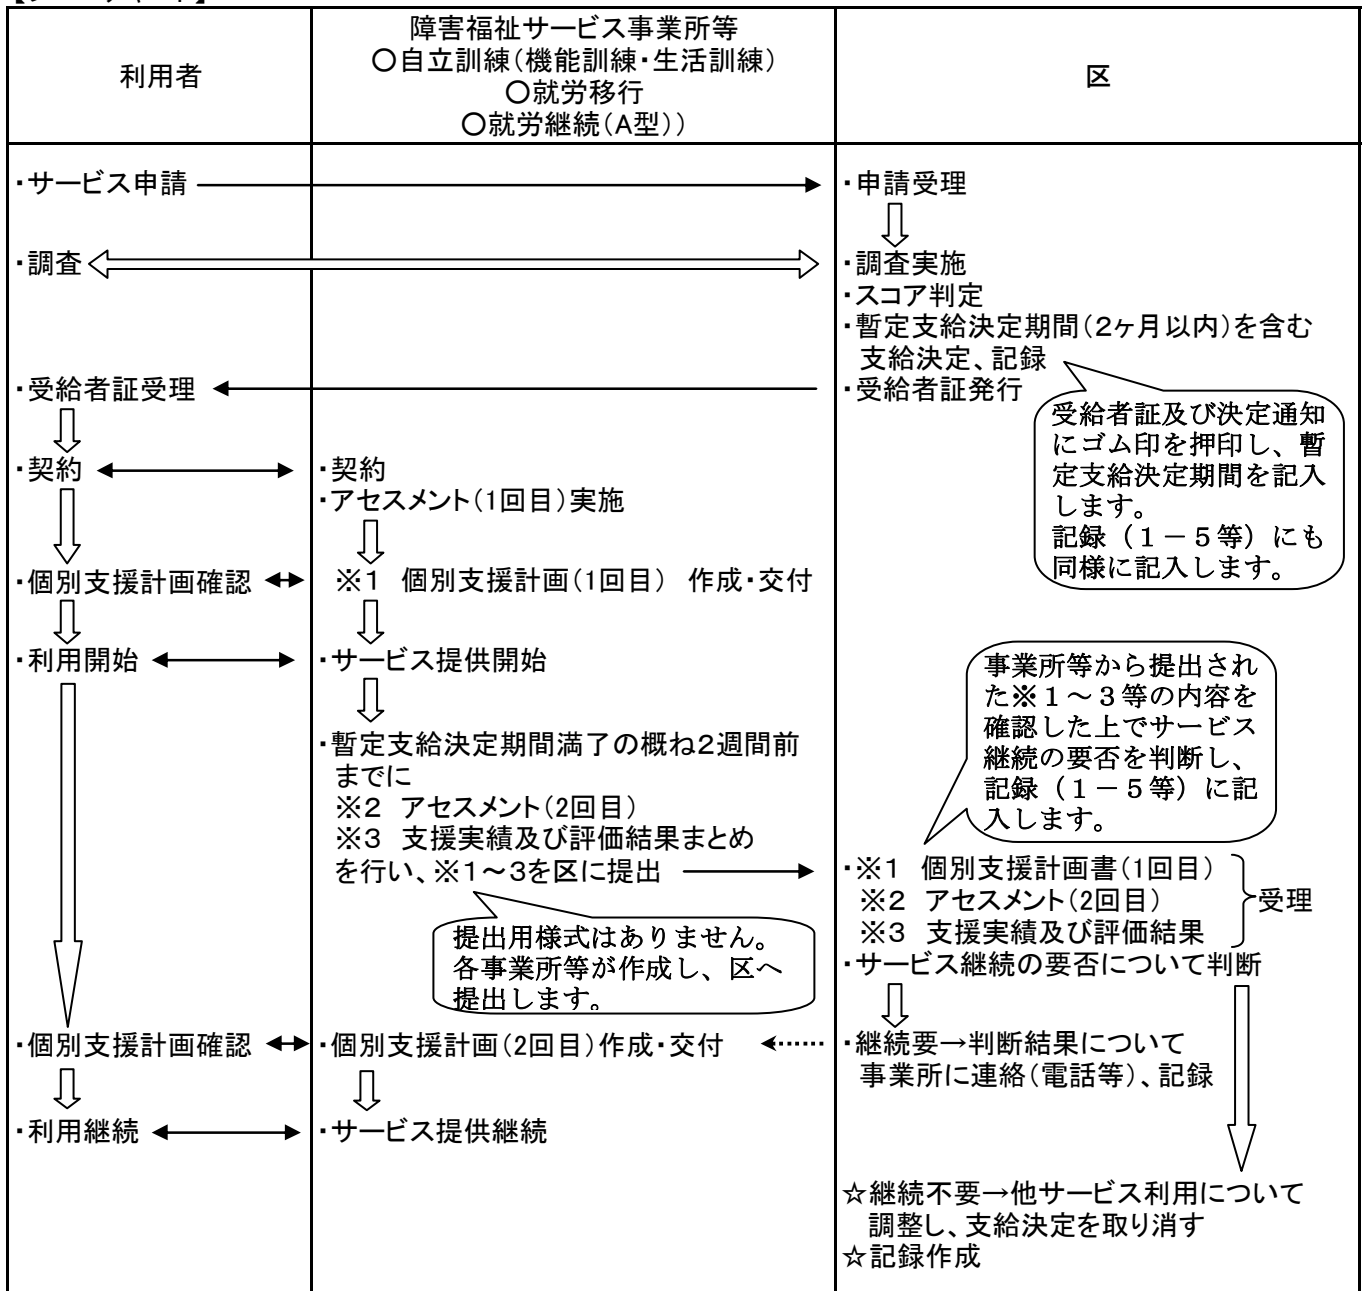 利用者
障害福祉サービス事業所等
○自立訓練(機能訓練・生活訓練)
○就労移行
○就労継続(A型))
区
・サービス申請
・申請受理
・調査
・調査実施
・スコア判定
・暫定支給決定期間(2ヶ月以内)を含む
支給決定、記録
・受給者証受理
・受給者証発行
受給者証及び決定通知
にゴム印を押印し、暫
定支給決定期間を記入
します。
記録(1-5等)にも
同様に記入します。
・契約
・契約
・アセスメント(1回目)実施
・個別支援計画確認
※1 個別支援計画(1回目) 作成・交付
・利用開始
・サービス提供開始
事業所等から提出され
た※1~3等の内容を
確認した上でサービス
継続の要否を判断し、
記録(1-5等)に記
入します。
・暫定支給決定期間満了の概ね2週間前
までに
※2 アセスメント(2回目)
※3 支援実績及び評価結果まとめ
を行い、※1~3を区に提出
・※1 個別支援計画書(1回目)
※2 アセスメント(2回目)
※3 支援実績及び評価結果
受理
提出用様式はありません。
各事業所等が作成し、区へ
提出します。
・サービス継続の要否について判断
・個別支援計画確認
・個別支援計画(2回目)作成・交付
・継続要→判断結果について
事業所に連絡(電話等)、記録
・利用継続
・サービス提供継続
☆継続不要→他サービス利用について
調整し、支給決定を取り消す
☆記録作成